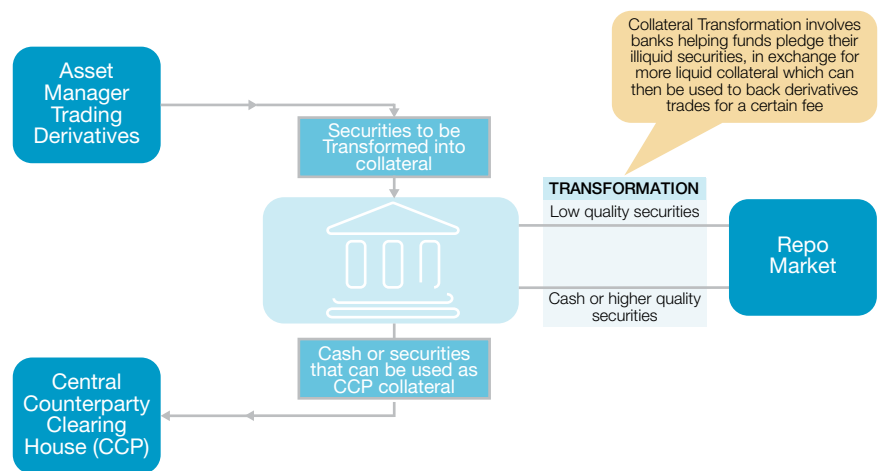 Collateral Transformation involves
banks helping funds pledge their
illiquid securities, in exchange for
more liquid collateral which can
then be used to back derivatives
trades for a certain fee
Asset
Manager
Trading
Derivatives
Securities to be
Transformed into
collateral
TRANSFORMATION
Low quality securities
Repo
Market
Cash or higher quality
securities
Cash or securities
that can be used as
CCP collateral
Central
Counterparty
Clearing
House (CCP)